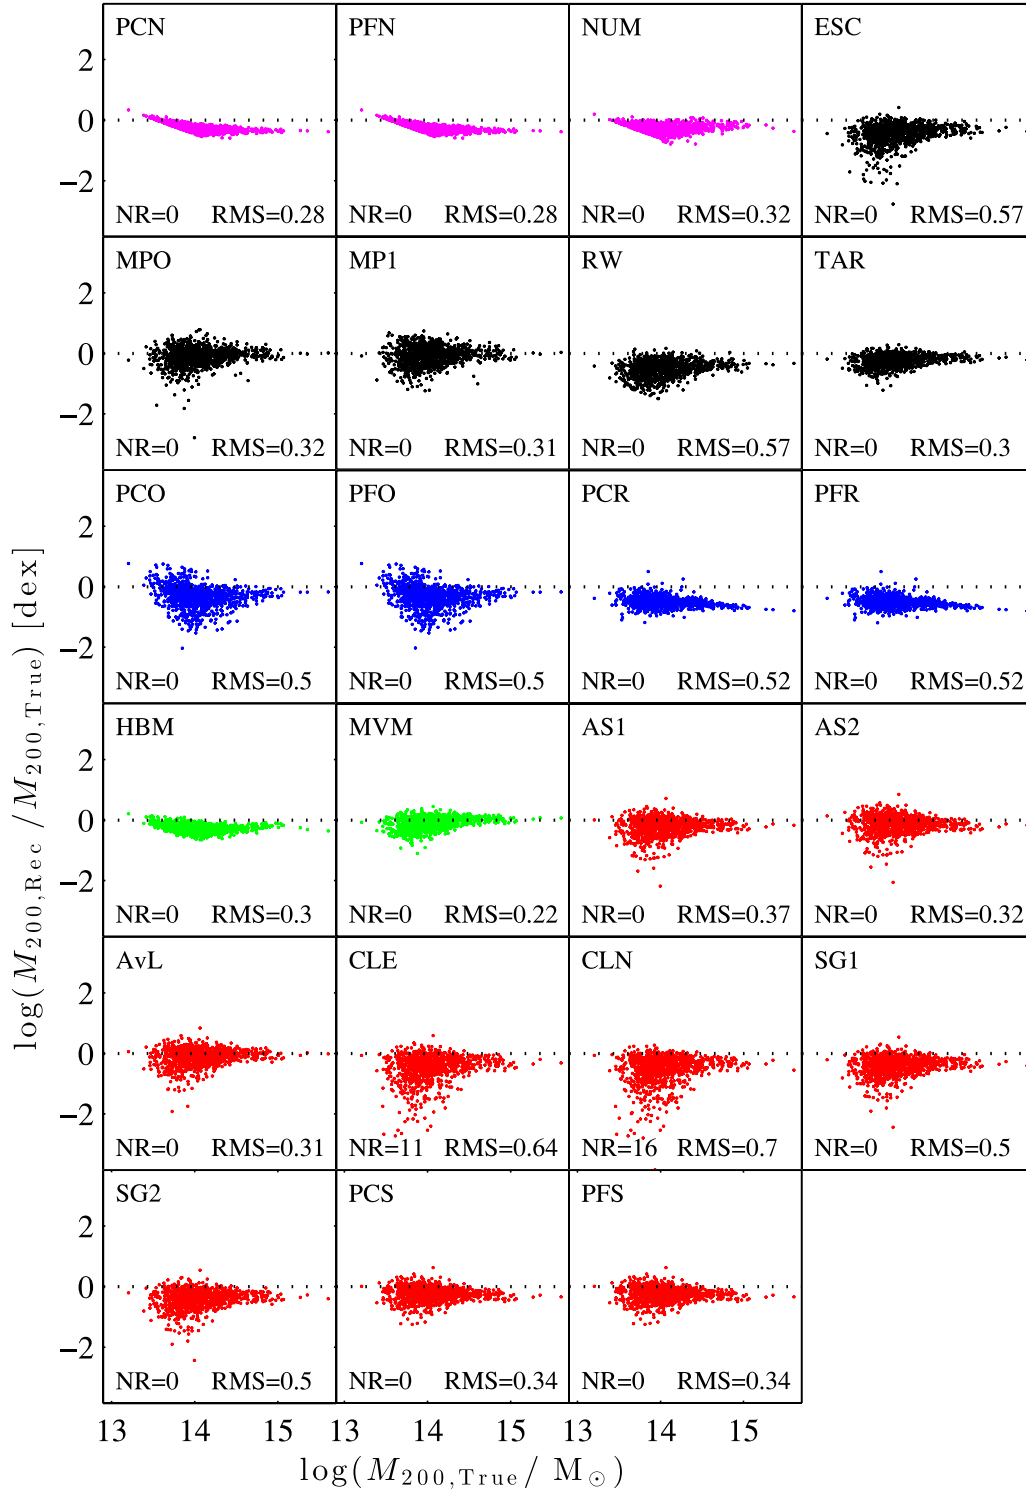 PCN PFN NUM ESC
2
0
−2
NR=0 RMS=0.28 NR=0 RMS=0.28 NR=0 RMS=0.32 NR=0 RMS=0.57
MPO MP1 RW TAR
2
0
−2
NR=0 RMS=0.32 NR=0 RMS=0.31 NR=0 RMS=0.57 NR=0 RMS=0.3
PCO PFO PCR PFR
2
0
−2
NR=0 RMS=0.5 NR=0 RMS=0.5 NR=0 RMS=0.52 NR=0 RMS=0.52
log(M200,Rec /M200,True) [dex]
HBM MVM AS1 AS2
2
0
−2
NR=0 RMS=0.3 NR=0 RMS=0.22 NR=0 RMS=0.37 NR=0 RMS=0.32
AvL CLE CLN SG1
2
0
−2
NR=0 RMS=0.31 NR=11 RMS=0.64 NR=16 RMS=0.7 NR=0 RMS=0.5
SG2 PCS PFS
2
0
−2
NR=0 RMS=0.5 NR=0 RMS=0.34 NR=0 RMS=0.34
13 14 15 13 14 15 13 14 15
log(M200,True/ M⊙)